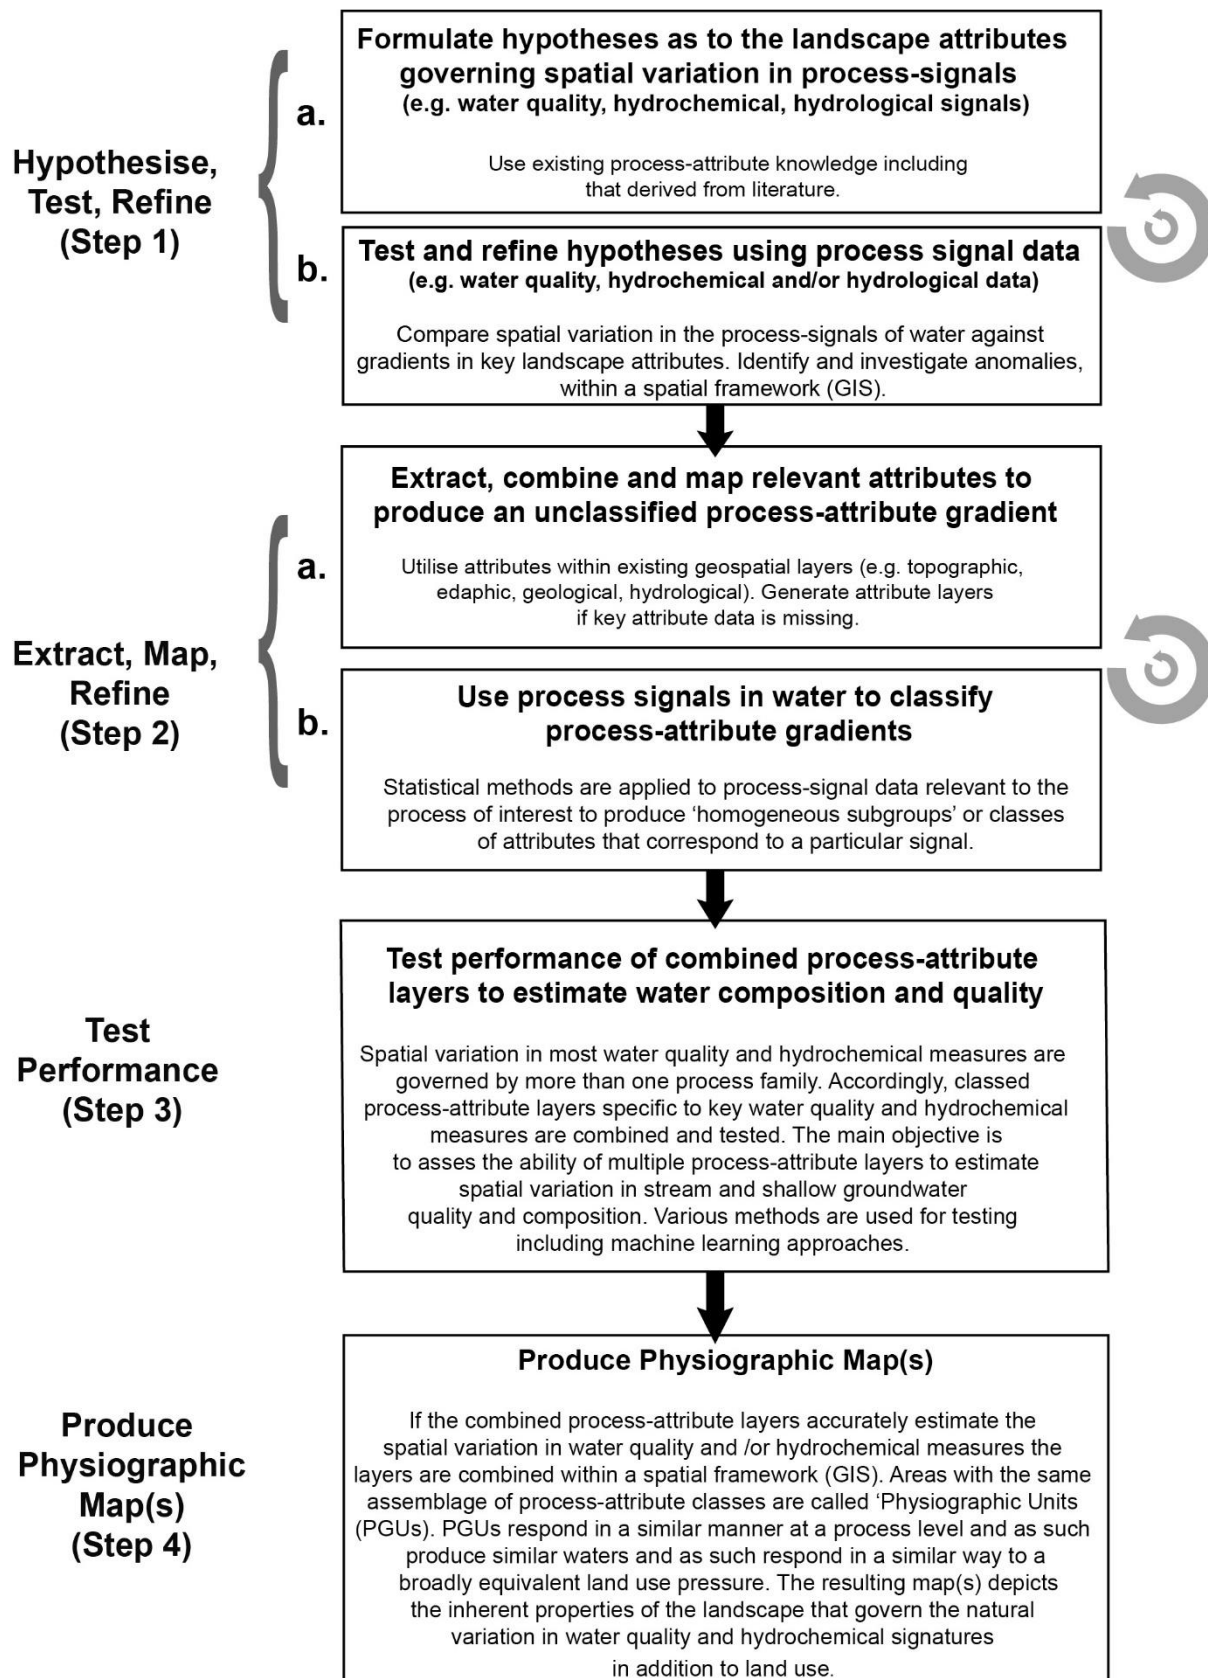 Hypothesise,
Test, Refine
(Step 1)
a.
Formulate hypotheses as to the landscape attributes
governing spatial variation in process-signals
(e.g. water quality, hydrochemical, hydrological signals)
Use existing process-attribute knowledge including
that derived from literature.
b.
Test and refine hypotheses using process signal data
(e.g. water quality, hydrochemical and/or hydrological data)
Compare spatial variation in the process-signals of water against
gradients in key landscape attributes. Identify and investigate anomalies,
within a spatial framework (GIS).
Extract, Map,
Refine
(Step 2)
a.
Extract, combine and map relevant attributes to
produce an unclassified process-attribute gradient
Utilise attributes within existing geospatial layers (e.g. topographic,
edaphic, geological, hydrological). Generate attribute layers
if key attribute data is missing.
b.
Use process signals in water to classify
process-attribute gradients
Statistical methods are applied to process-signal data relevant to the
process of interest to produce ‘homogeneous subgroups’ or classes
of attributes that correspond to a particular signal.
Test
Performance
(Step 3)
Test performance of combined process-attribute
layers to estimate water composition and quality
Spatial variation in most water quality and hydrochemical measures are
governed by more than one process family. Accordingly, classed
process-attribute layers specific to key water quality and hydrochemical
measures are combined and tested. The main objective is
to asses the ability of multiple process-attribute layers to estimate
spatial variation in stream and shallow groundwater
quality and composition. Various methods are used for testing
including machine learning approaches.
Produce
Physiographic
Map(s)
(Step 4)
Produce Physiographic Map(s)
If the combined process-attribute layers accurately estimate the
spatial variation in water quality and /or hydrochemical measures the
layers are combined within a spatial framework (GIS). Areas with the same
assemblage of process-attribute classes are called ‘Physiographic Units
(PGUs). PGUs respond in a similar manner at a process level and as such
produce similar waters and as such respond in a similar way to a
broadly equivalent land use pressure. The resulting map(s) depicts
the inherent properties of the landscape that govern the natural
variation in water quality and hydrochemical signatures
in addition to land use.